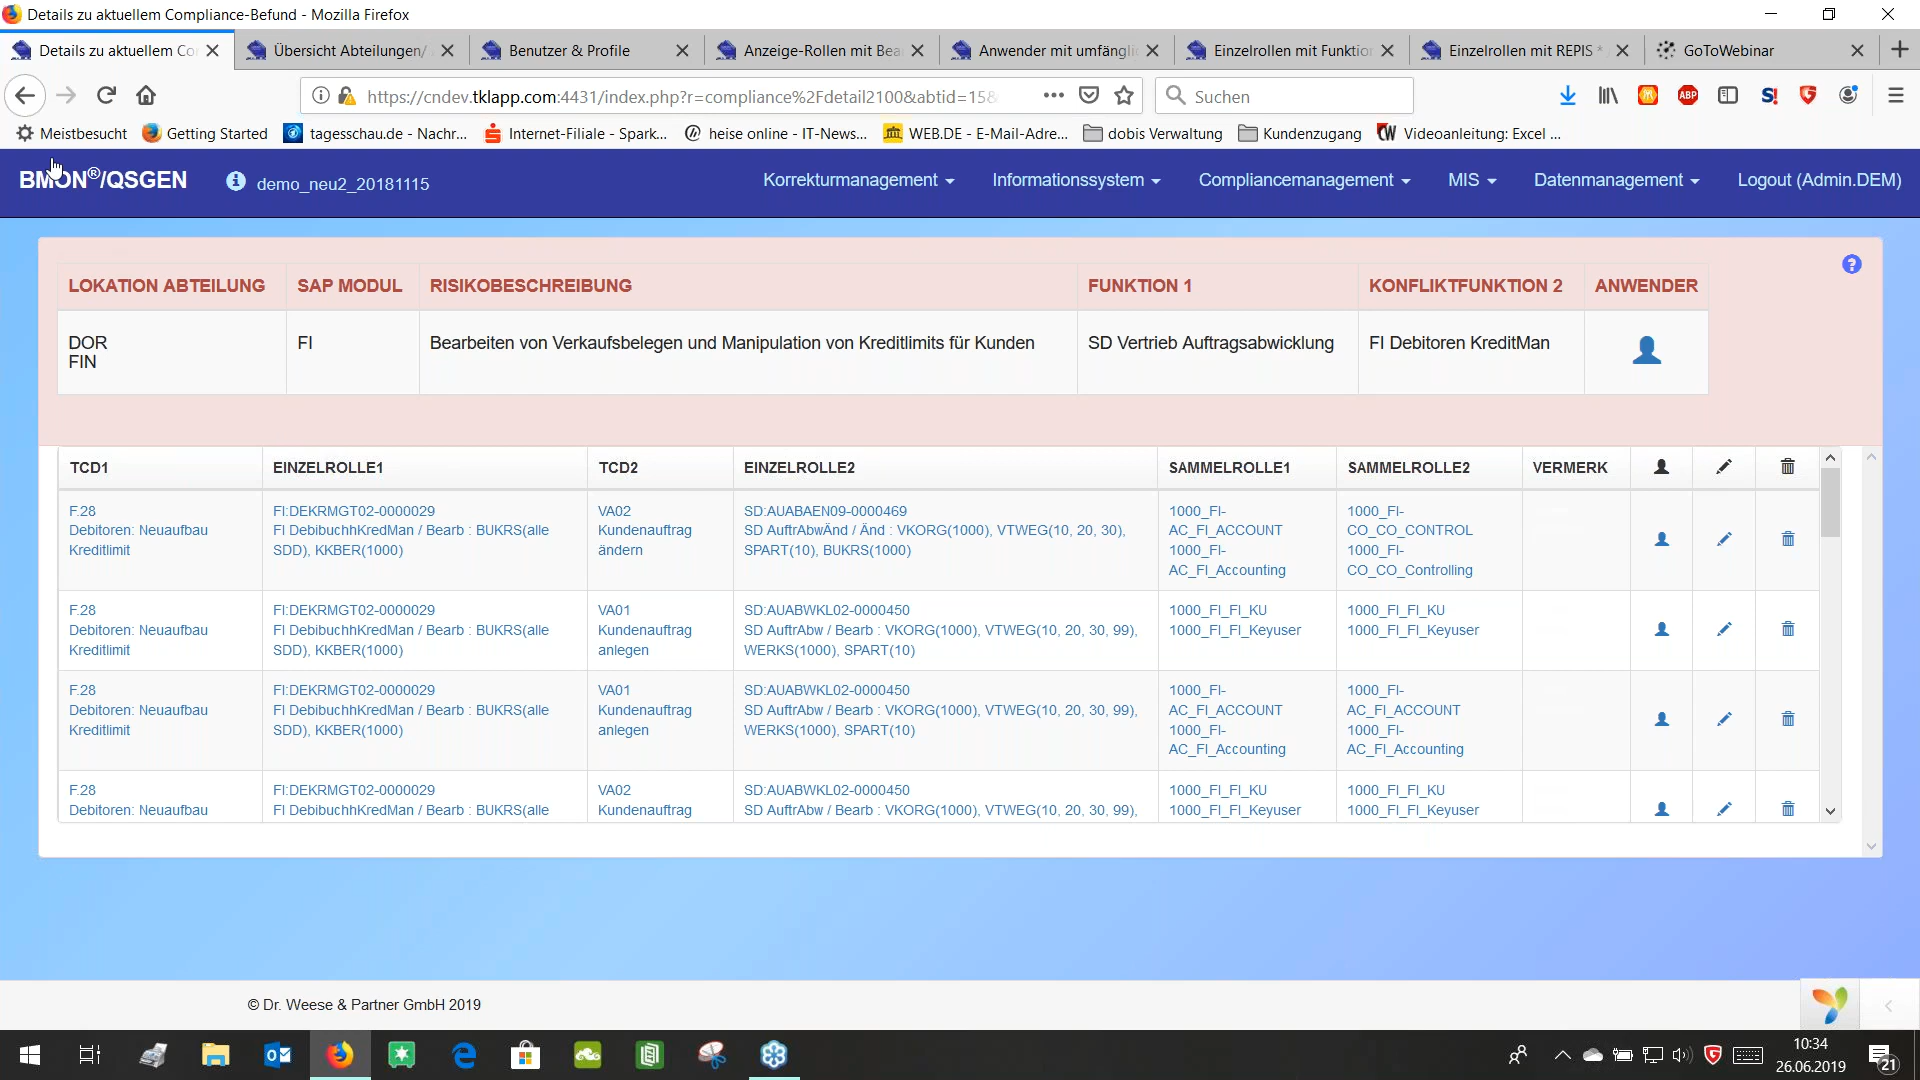 Details zu aktuellem Compliance-Befund - Mozilla Firefox
Details zu aktuellem Co
Übersicht Abteilungen/
Benutzer & Profile
Anzeige-Rollen mit Bea
Anwender mit umfänglic
Einzelrollen mit Funktion
Einzelrollen mit REPIS *
GoToWebinar
https://cndev.tklapp.com:4431/index.php?r=compliance%2Fdetail2100&abtid=15&
Suchen
Meistbesucht
Getting Started
tagesschau.de - Nachr...
Internet-Filiale - Spark...
heise online - IT-News...
WEB.DE - E-Mail-Adre...
dobis Verwaltung
Kundenzugang
Videoanleitung: Excel ...
BMON®/QSGEN
demo_neu2_20181115
Korrekturmanagement
Informationssystem
Compliancemanagement
MIS
Datenmanagement
Logout (Admin.DEM)
LOKATION ABTEILUNG SAP MODUL RISIKOBESCHREIBUNG FUNKTION 1 KONFLIKTFUNKTION 2 ANWENDER
DOR FI Bearbeiten von Verkaufsbelegen und Manipulation von Kreditlimits für Kunden SD Vertrieb Auftragsabwicklung FI Debitoren KreditMan
FIN
TCD1 EINZELROLLE1 TCD2 EINZELROLLE2 SAMMELROLLE1 SAMMELROLLE2 VERMERK
F.28 FI:DEKRMGT02-0000029 VA02 SD:AUABAEN09-0000469 1000_FI- 1000_FI-
Debitoren: Neuaufbau FI DebibuchhKredMan / Bearb : BUKRS(alle Kundenauftrag SD AuftrAbwÄnd / Änd : VKORG(1000), VTWEG(10, 20, 30), AC_FI_ACCOUNT CO_CO_CONTROL
Kreditlimit SDD), KKBER(1000) ändern SPART(10), BUKRS(1000) 1000_FI- 1000_FI-
AC_FI_Accounting CO_CO_Controlling
F.28 FI:DEKRMGT02-0000029 VA01 SD:AUABWKL02-0000450 1000_FI_FI_KU 1000_FI_FI_KU
Debitoren: Neuaufbau FI DebibuchhKredMan / Bearb : BUKRS(alle Kundenauftrag SD AuftrAbw / Bearb : VKORG(1000), VTWEG(10, 20, 30, 99), 1000_FI_FI_Keyuser 1000_FI_FI_Keyuser
Kreditlimit SDD), KKBER(1000) anlegen WERKS(1000), SPART(10)
F.28 FI:DEKRMGT02-0000029 VA01 SD:AUABWKL02-0000450 1000_FI- 1000_FI-
Debitoren: Neuaufbau FI DebibuchhKredMan / Bearb : BUKRS(alle Kundenauftrag SD AuftrAbw / Bearb : VKORG(1000), VTWEG(10, 20, 30, 99), AC_FI_ACCOUNT AC_FI_ACCOUNT
Kreditlimit SDD), KKBER(1000) anlegen WERKS(1000), SPART(10) 1000_FI- 1000_FI-
AC_FI_Accounting AC_FI_Accounting
F.28 FI:DEKRMGT02-0000029 VA02 SD:AUABWKL02-0000450 1000_FI_FI_KU 1000_FI_FI_KU
Debitoren: Neuaufbau FI DebibuchhKredMan / Bearb : BUKRS(alle Kundenauftrag SD AuftrAbw / Bearb : VKORG(1000), VTWEG(10, 20, 30, 99), 1000_FI_FI_Keyuser 1000_FI_FI_Keyuser
© Dr. Weese & Partner GmbH 2019
10:34
26.06.2019
21